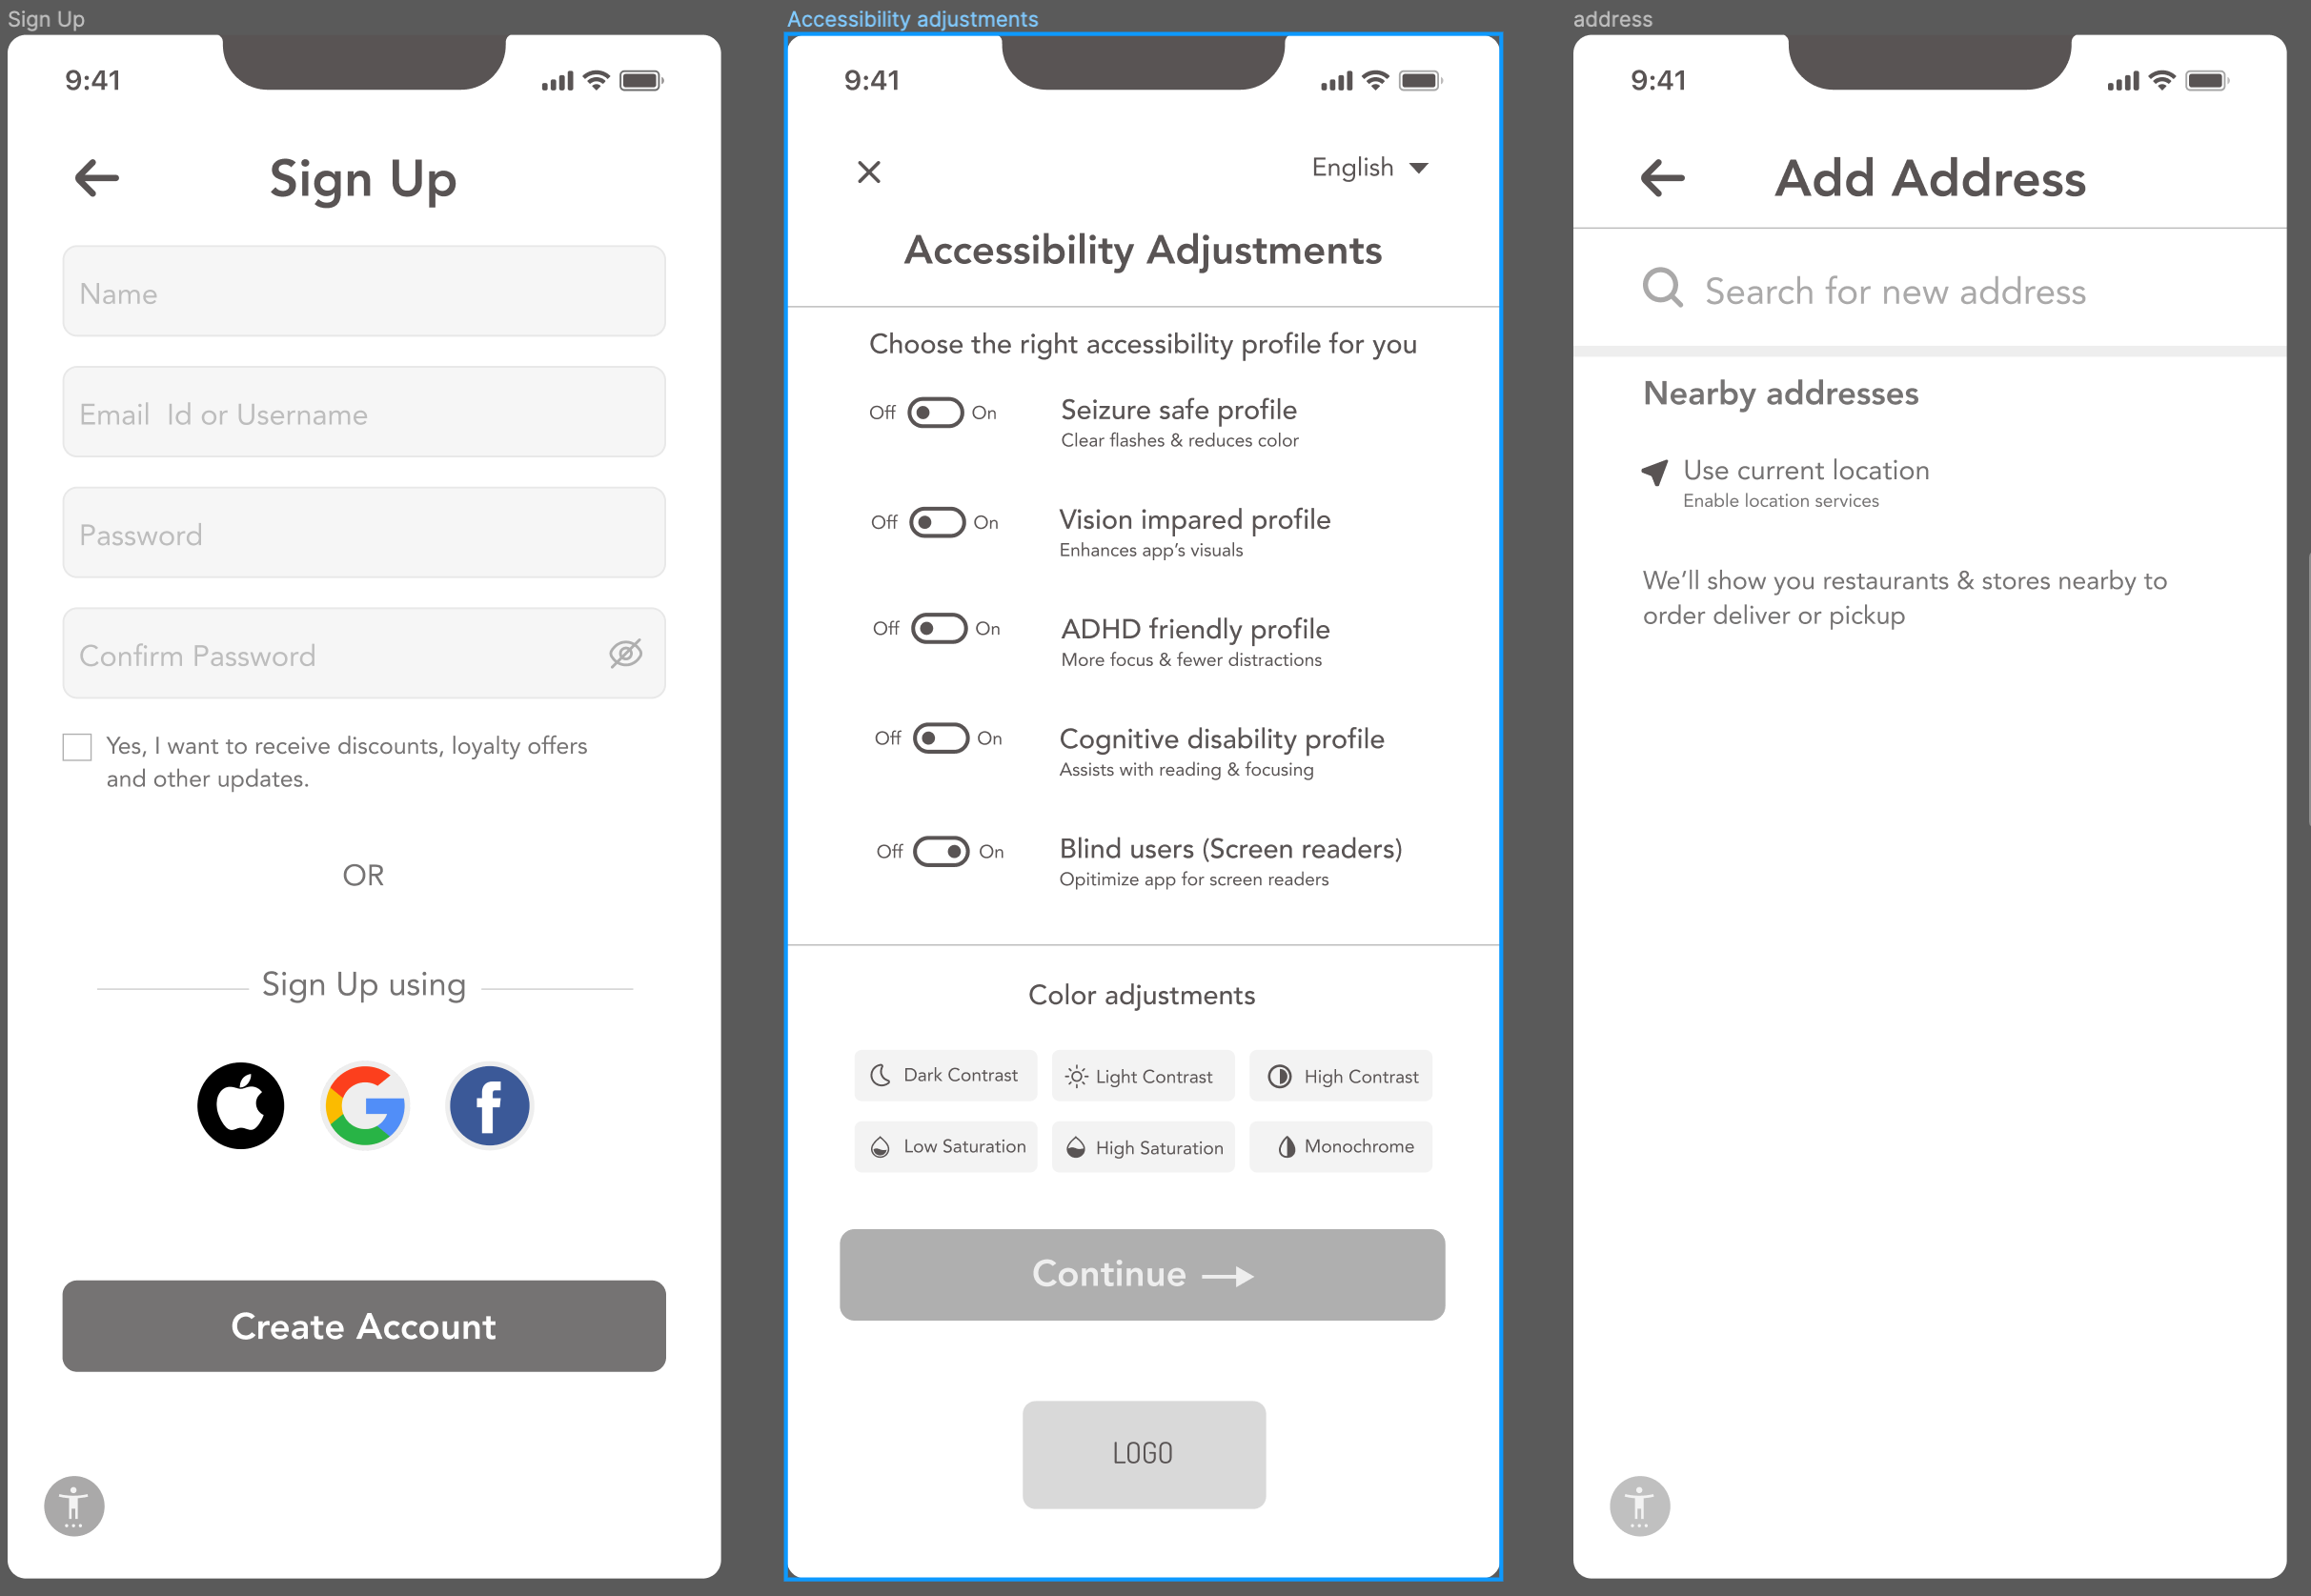 Sign Up
9:41
Sign Up
Name
Email  Id or Username
Password
Confirm Password
Yes, I want to receive discounts, loyalty offers
and other updates.
OR
Sign Up using
Create Account
Accessibility adjustments
9:41
English
Accessibility Adjustments
Choose the right accessibility profile for you
Off On Seizure safe profile
Clear flashes & reduces color
Off On Vision impared profile
Enhances app's visuals
Off On ADHD friendly profile
More focus & fewer distractions
Off On Cognitive disability profile
Assists with reading & focusing
Off On Blind users (Screen readers)
Opitimize app for screen readers
Color adjustments
Dark Contrast Light Contrast High Contrast
Low Saturation High Saturation Monochrome
Continue
LOGO
address
9:41
Add Address
Search for new address
Nearby addresses
Use current location
Enable location services
We'll show you restaurants & stores nearby to
order deliver or pickup